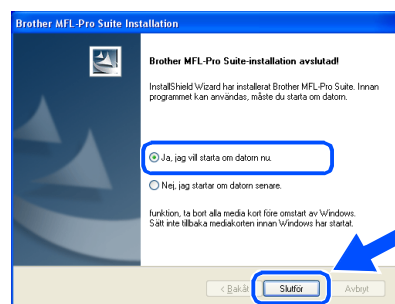 Brother MFL-Pro Suite Installation
Brother MFL-Pro Suite-installation avslutad!
InstallShield Wizard har installerat Brother MFL-Pro Suite. Innan
programmet kan användas, måste du starta om datorn.
Ja, jag vill starta om datorn nu.
Nej, jag startar om datorn senare.
funktion, ta bort alla media kort före omstart av Windows.
Sätt inte tillbaka mediakorten innan Windows har startat.
< Bakåt
Slutför
Avbryt